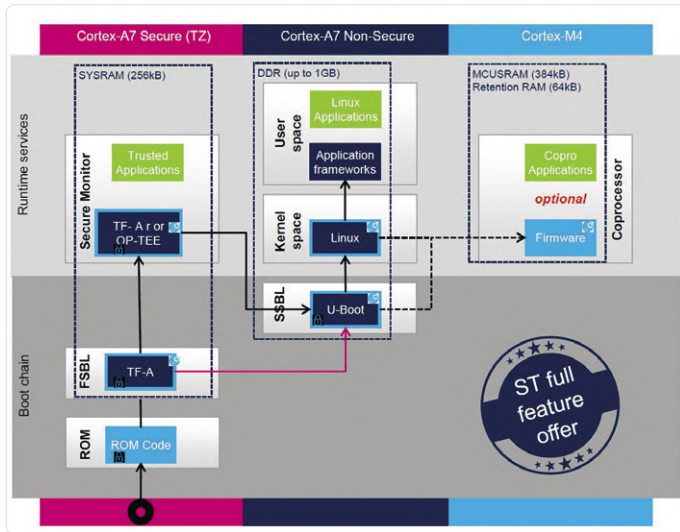 Cortex-A7 Secure (TZ)
Cortex-A7 Non-Secure
Cortex-M4
Runtime services
SYSRAM (256kB)
Secure Monitor
Trusted
Applications
TF- A r or
OP-TEE
DDR (up to 1GB)
User
space
Linux
Applications
Application
frameworks
Kernel
space
Linux
MCUSRAM (384kB)
Retention RAM (64kB)
Copro
Applications
optional
Firmware
Coprocessor
Boot chain
SSBL
U-Boot
FSBL
TF-A
ROM
ROM Code
ST full
feature
offer